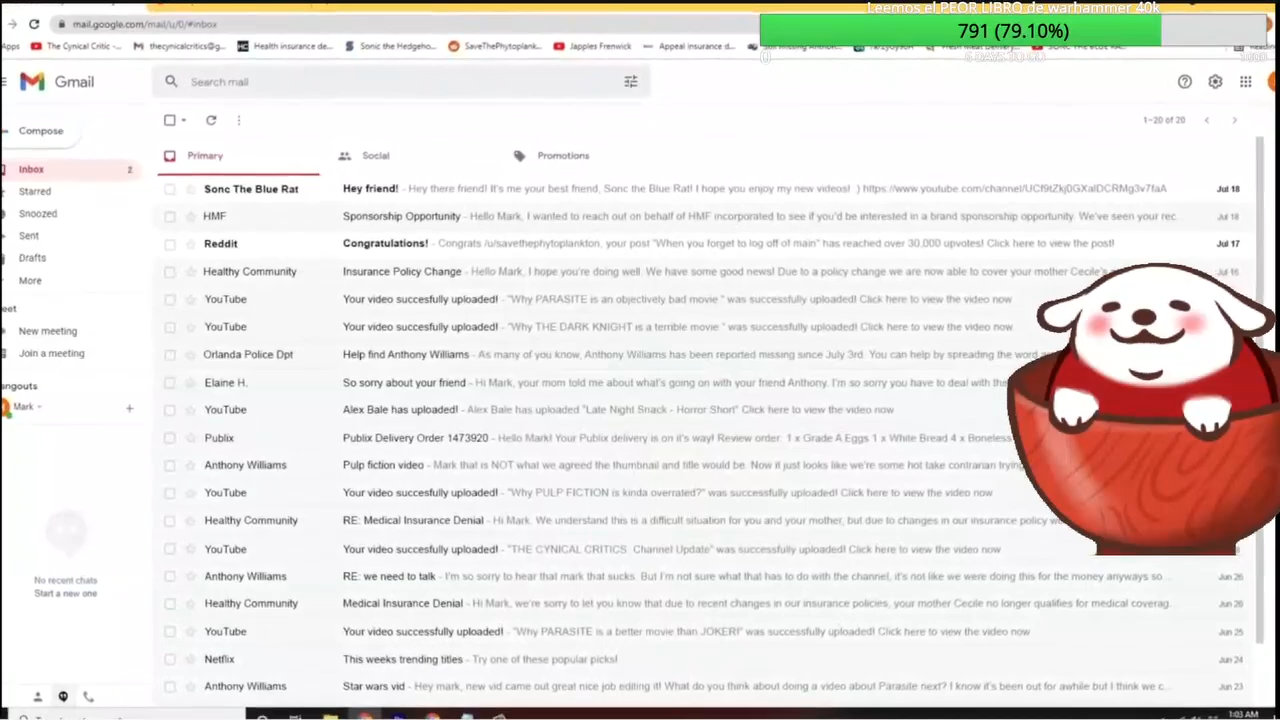 Leemos el PEOR LIBRO de warhammer 40k
mail.google.com/mail/u/0/#inbox
791 (79.10%)
Apps The Cynical Critic - thecynicalcritic@g... Health insurance de... Sonic the Hedgeho... SaveThePhytoplank... Japples Frenwick Appeal insurance d...
Gmail
Search mail
1–20 of 20
Compose
Primary Social Promotions
Inbox 2
Starred
Snoozed
Sent
Drafts
More
eet
New meeting
Join a meeting
angouts
Mark
No recent chats
Start a new one
Sonc The Blue Rat Hey friend! - Hey there friend! It's me your best friend, Sonc the Blue Rat! I hope you enjoy my new videos! :) https://www.youtube.com/channel/UCf9tZkj0GXaIDCRMg3v7faA Jul 18
HMF Sponsorship Opportunity - Hello Mark, I wanted to reach out on behalf of HMF incorporated to see if you'd be interested in a brand sponsorship opportunity. We've seen your rec... Jul 18
Reddit Congratulations! - Congrats /u/savethephytoplankton, your post "When you forget to log off of main" has reached over 30,000 upvotes! Click here to view the post! Jul 17
Healthy Community Insurance Policy Change - Hello Mark, I hope you're doing well. We have some good news! Due to a policy change we are now able to cover your mother Cecile's Jul 16
YouTube Your video succesfully uploaded! - "Why PARASITE is an objectively bad movie " was successfully uploaded! Click here to view the video now
YouTube Your video succesfully uploaded! - "Why THE DARK KNIGHT is a terrible movie " was successfully uploaded! Click here to view the video now
Orlanda Police Dpt Help find Anthony Williams - As many of you know, Anthony Williams has been reported missing since July 3rd. You can help by spreading the word
Elaine H. So sorry about your friend - Hi Mark, your mom told me about what's going on with your friend Anthony. I'm so sorry you have to deal with the
YouTube Alex Bale has uploaded! - Alex Bale has uploaded "Late Night Snack - Horror Short" Click here to view the video now
Publix Publix Delivery Order 1473920 - Hello Mark! Your Publix delivery is on it's way! Review order: 1 x Grade A Eggs 1 x White Bread 4 x Boneless
Anthony Williams Pulp fiction video - Mark that is NOT what we agreed the thumbnail and title would be. Now it just looks like we're some hot take contrarian trying
YouTube Your video succesfully uploaded! - "Why PULP FICTION is kinda overrated?" was successfully uploaded! Click here to view the video now
Healthy Community RE: Medical Insurance Denial - Hi Mark. We understand this is a difficult situation for you and your mother, but due to changes in our insurance policy we
YouTube Your video succesfully uploaded! - "THE CYNICAL CRITICS Channel Update" was successfully uploaded! Click here to view the video now
Anthony Williams RE: we need to talk - I'm so sorry to hear that mark that sucks. But I'm not sure what that has to do with the channel, it's not like we were doing this for the money anyways so... Jun 26
Healthy Community Medical Insurance Denial - Hi Mark, we're sorry to let you know that due to recent changes in our insurance policies, your mother Cecile no longer qualifies for medical coverag... Jun 26
YouTube Your video successfully uploaded! - "Why PARASITE is a better movie than JOKER!" was successfully uploaded! Click here to view the video now Jun 25
Netflix This weeks trending titles - Try one of these popular picks! Jun 24
Anthony Williams Star wars vid - Hey mark, new vid came out great nice job editing it! What do you think about doing a video about Parasite next? I know it's been out for awhile but I think we c... Jun 23
1:03 AM